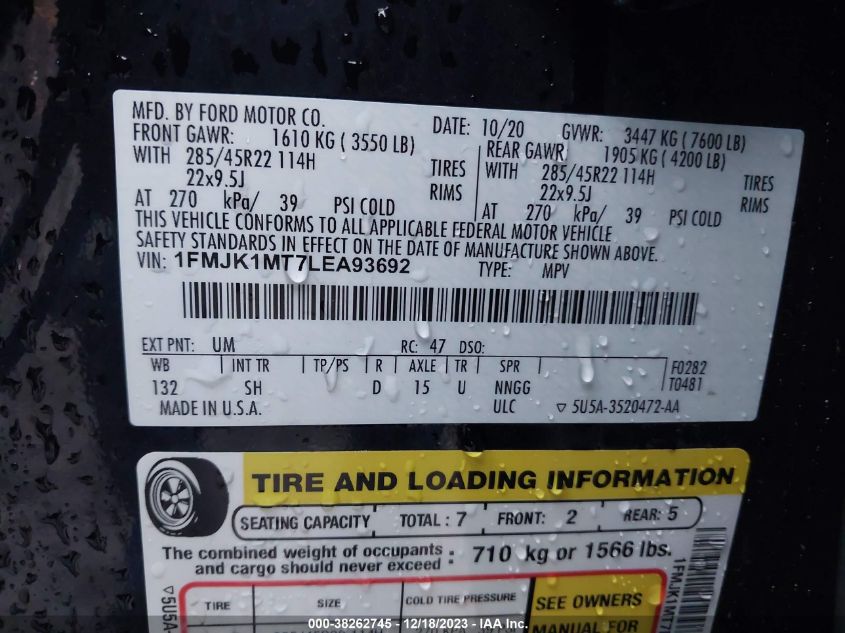 MFD. BY FORD MOTOR CO.
DATE: 10/20 GVWR: 3447 KG ( 7600 LB)
FRONT GAWR: 1610 KG ( 3550 LB) REAR GAWR: 1905 KG ( 4200 LB)
WITH 285/45R22 114H TIRES WITH 285/45R22 114H TIRES
22x9.5J RIMS 22x9.5J RIMS
AT 270 kPa/ 39 PSI COLD AT 270 kPa/ 39 PSI COLD
THIS VEHICLE CONFORMS TO ALL APPLICABLE FEDERAL MOTOR VEHICLE
SAFETY STANDARDS IN EFFECT ON THE DATE OF MANUFACTURE SHOWN ABOVE.
VIN: 1FMJK1MT7LEA93692 TYPE: MPV
EXT PNT: UM RC: 47 DSO:
WB INT TR TP/PS R AXLE TR SPR F0282
132 SH D 15 U NNGG T0481
MADE IN U.S.A. ULC ▽ 5U5A-3520472-AA
TIRE AND LOADING INFORMATION
SEATING CAPACITY TOTAL : 7 FRONT: 2 REAR: 5
The combined weight of occupants
and cargo should never exceed : 710 kg or 1566 lbs.
TIRE SIZE COLD TIRE PRESSURE SEE OWNERS
MANUAL FOR
▽5U5A
1FMJK1MT7
000-38262745 - 12/18/2023 - IAA Inc.